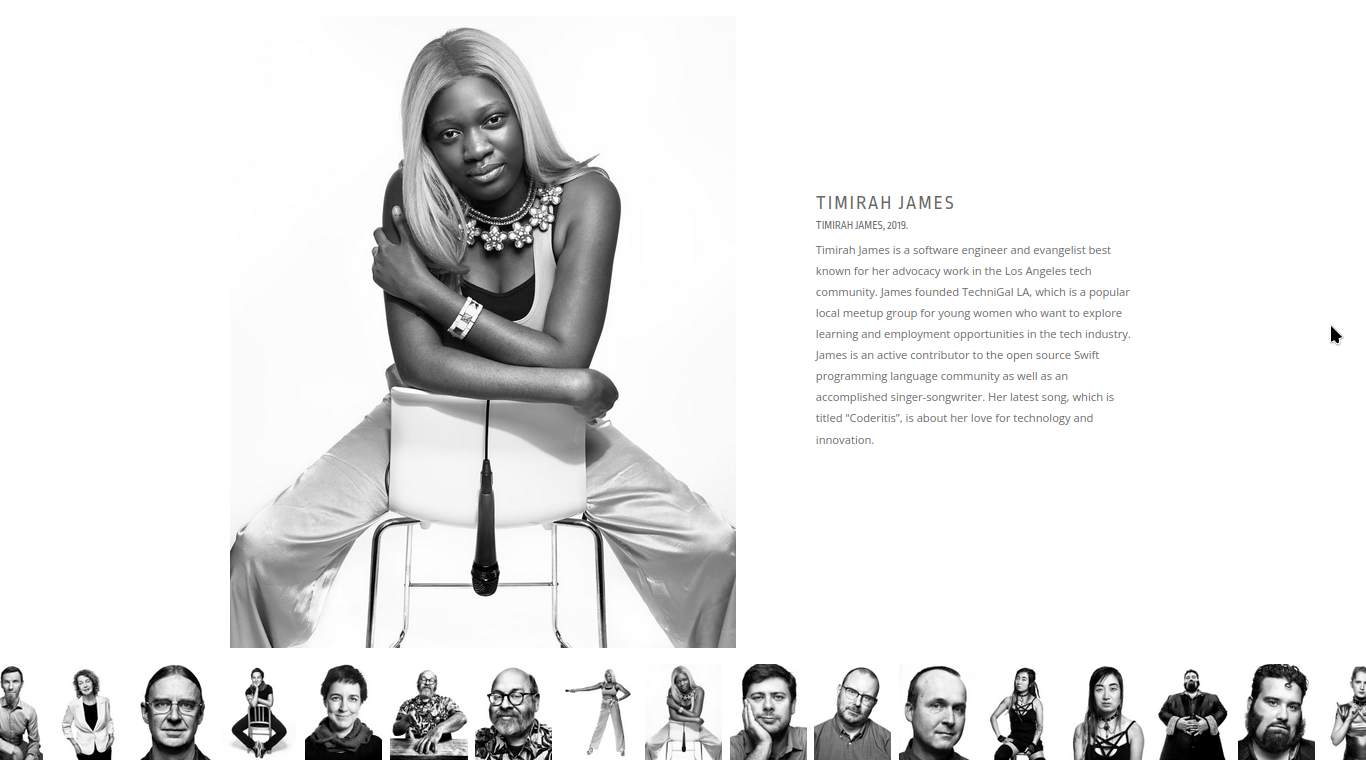 TIMIRAH JAMES
TIMIRAH JAMES, 2019.
Timirah James is a software engineer and evangelist best
known for her advocacy work in the Los Angeles tech
community. James founded TechniGal LA, which is a popular
local meetup group for young women who want to explore
learning and employment opportunities in the tech industry.
James is an active contributor to the open source Swift
programming language community as well as an
accomplished singer-songwriter. Her latest song, which is
titled "Coderitis”, is about her love for technology and
innovation.